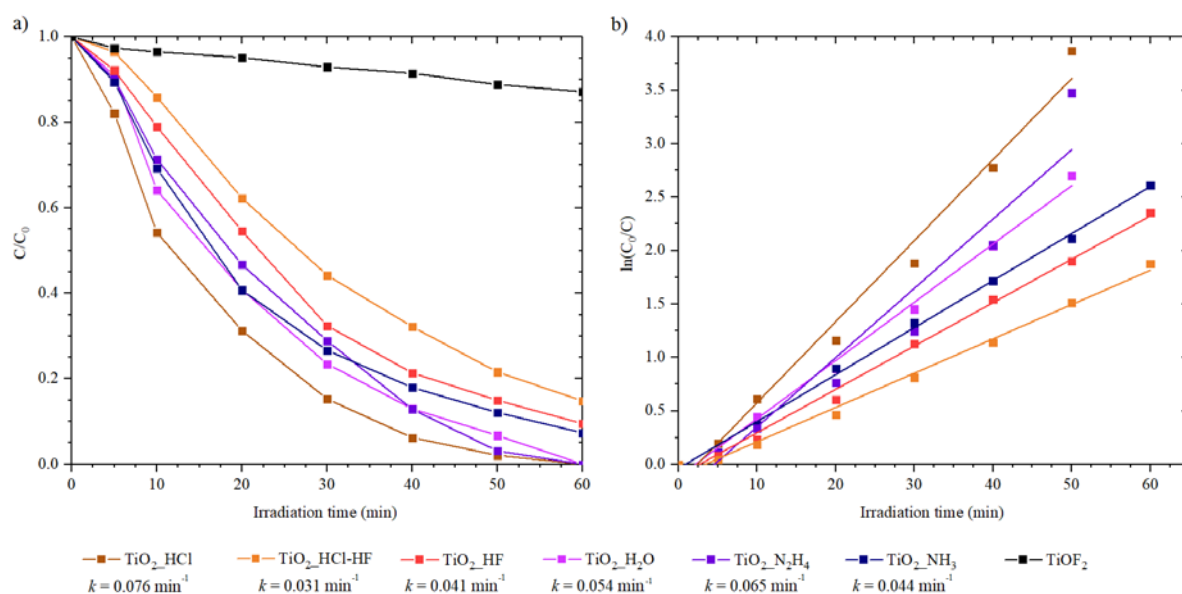 a)
1.0
0.8
0.6
0.4
0.2
0.0
C/C₀
0 10 20 30 40 50 60
Irradiation time (min)
b)
4.0
3.5
3.0
2.5
2.0
1.5
1.0
0.5
0.0
ln(C₀/C)
0 10 20 30 40 50 60
Irradiation time (min)
TiO₂_HCl TiO₂_HCl-HF TiO₂_HF TiO₂_H₂O TiO₂_N₂H₄ TiO₂_NH₃ TiOF₂
k = 0.076 min⁻¹ k = 0.031 min⁻¹ k = 0.041 min⁻¹ k = 0.054 min⁻¹ k = 0.065 min⁻¹ k = 0.044 min⁻¹